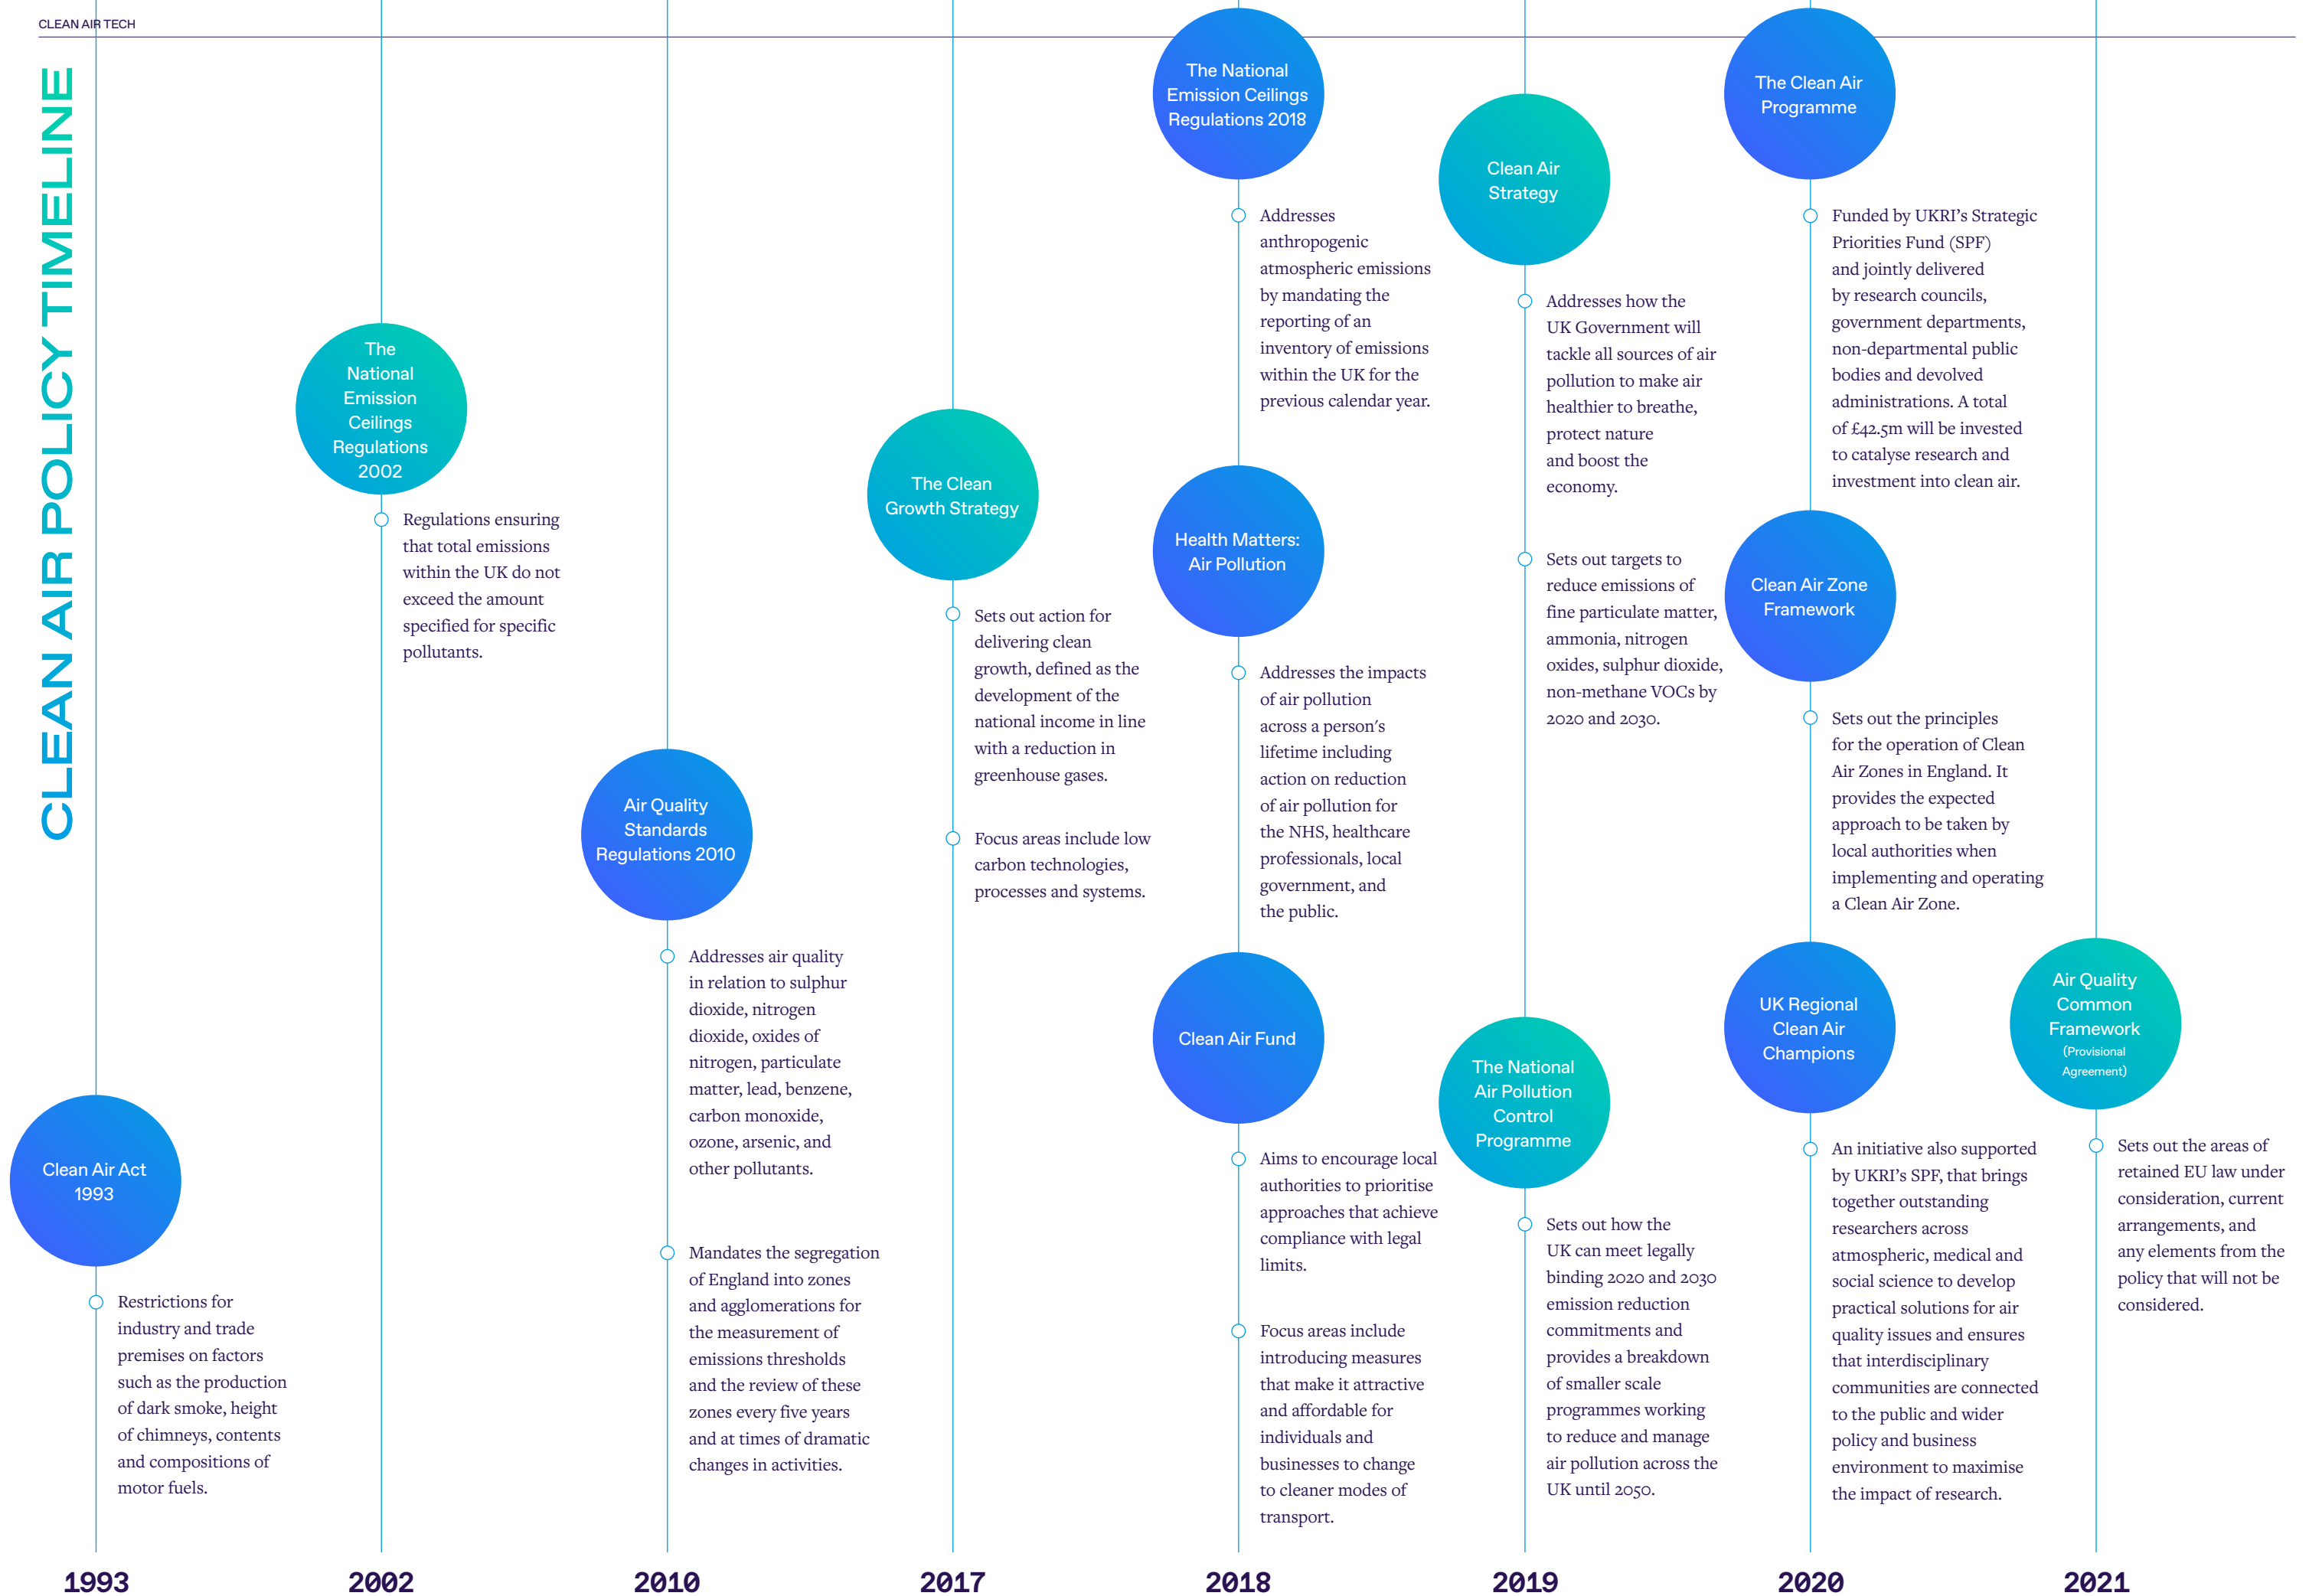 CLEAN AIR TECH
CLEAN AIR POLICY TIMELINE
Clean Air Act
1993
Restrictions for
industry and trade
premises on factors
such as the production
of dark smoke, height
of chimneys, contents
and compositions of
motor fuels.
1993
The
National
Emission
Ceilings
Regulations
2002
Regulations ensuring
that total emissions
within the UK do not
exceed the amount
specified for specific
pollutants.
2002
Air Quality
Standards
Regulations 2010
Addresses air quality
in relation to sulphur
dioxide, nitrogen
dioxide, oxides of
nitrogen, particulate
matter, lead, benzene,
carbon monoxide,
ozone, arsenic, and
other pollutants.
Mandates the segregation
of England into zones
and agglomerations for
the measurement of
emissions thresholds
and the review of these
zones every five years
and at times of dramatic
changes in activities.
2010
The Clean
Growth Strategy
Sets out action for
delivering clean
growth, defined as the
development of the
national income in line
with a reduction in
greenhouse gases.
Focus areas include low
carbon technologies,
processes and systems.
2017
The National
Emission Ceilings
Regulations 2018
Addresses
anthropogenic
atmospheric emissions
by mandating the
reporting of an
inventory of emissions
within the UK for the
previous calendar year.
Health Matters:
Air Pollution
Addresses the impacts
of air pollution
across a person's
lifetime including
action on reduction
of air pollution for
the NHS, healthcare
professionals, local
government, and
the public.
Clean Air Fund
Aims to encourage local
authorities to prioritise
approaches that achieve
compliance with legal
limits.
Focus areas include
introducing measures
that make it attractive
and affordable for
individuals and
businesses to change
to cleaner modes of
transport.
2018
Clean Air
Strategy
Addresses how the
UK Government will
tackle all sources of air
pollution to make air
healthier to breathe,
protect nature
and boost the
economy.
Sets out targets to
reduce emissions of
fine particulate matter,
ammonia, nitrogen
oxides, sulphur dioxide,
non-methane VOCs by
2020 and 2030.
The National
Air Pollution
Control
Programme
Sets out how the
UK can meet legally
binding 2020 and 2030
emission reduction
commitments and
provides a breakdown
of smaller scale
programmes working
to reduce and manage
air pollution across the
UK until 2050.
2019
The Clean Air
Programme
Funded by UKRI’s Strategic
Priorities Fund (SPF)
and jointly delivered
by research councils,
government departments,
non-departmental public
bodies and devolved
administrations. A total
of £42.5m will be invested
to catalyse research and
investment into clean air.
Clean Air Zone
Framework
Sets out the principles
for the operation of Clean
Air Zones in England. It
provides the expected
approach to be taken by
local authorities when
implementing and operating
a Clean Air Zone.
UK Regional
Clean Air
Champions
An initiative also supported
by UKRI’s SPF, that brings
together outstanding
researchers across
atmospheric, medical and
social science to develop
practical solutions for air
quality issues and ensures
that interdisciplinary
communities are connected
to the public and wider
policy and business
environment to maximise
the impact of research.
2020
Air Quality
Common
Framework
(Provisional
Agreement)
Sets out the areas of
retained EU law under
consideration, current
arrangements, and
any elements from the
policy that will not be
considered.
2021